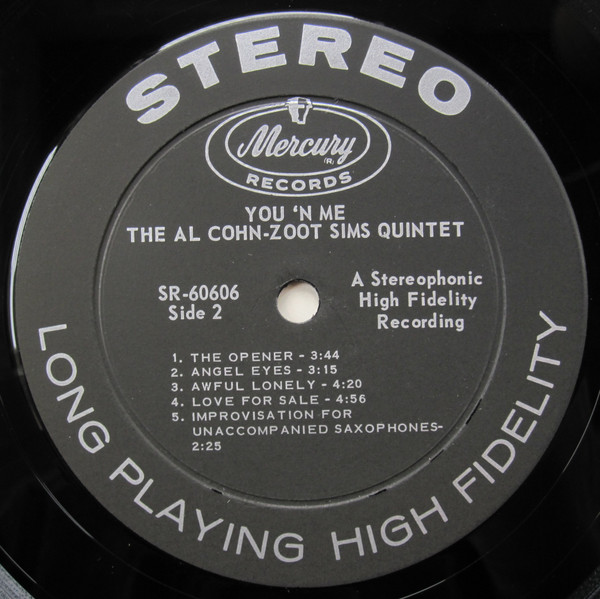 STEREO
Mercury
(R)
RECORDS
YOU 'N ME
THE AL COHN-ZOOT SIMS QUINTET
SR-60606
Side 2
A Stereophonic
High Fidelity
Recording
1. THE OPENER - 3:44
2. ANGEL EYES - 3:15
3. AWFUL LONELY - 4:20
4. LOVE FOR SALE - 4:56
5. IMPROVISATION FOR
UNACCOMPANIED SAXOPHONES-
2:25
LONG PLAYING HIGH FIDELITY